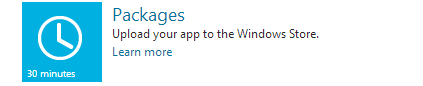 Packages
Upload your app to the Windows Store.
Learn more
30 minutes